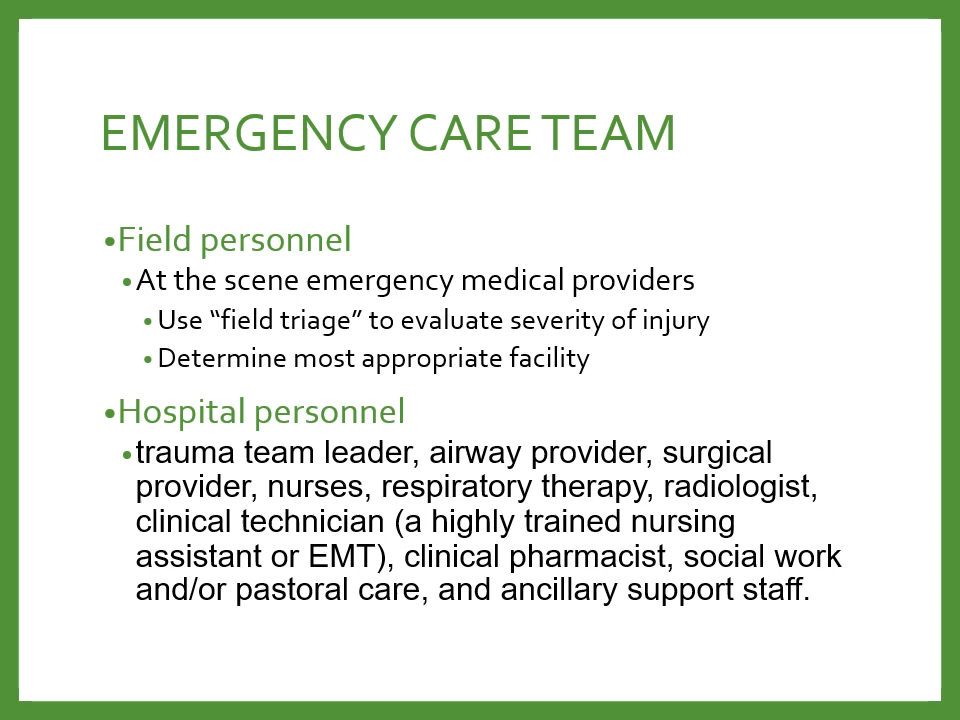 EMERGENCY CARE TEAM
•Field personnel
•At the scene emergency medical providers
•Use “field triage” to evaluate severity of injury
•Determine most appropriate facility
•Hospital personnel
•trauma team leader, airway provider, surgical
provider, nurses, respiratory therapy, radiologist,
clinical technician (a highly trained nursing
assistant or EMT), clinical pharmacist, social work
and/or pastoral care, and ancillary support staff.